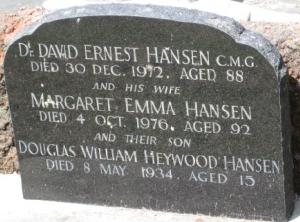 Dr DAVID ERNEST HANSEN C.M.G.
DIED 30 DEC. 1972, AGED 88
AND HIS WIFE
MARGARET EMMA HANSEN
DIED 4 OCT. 1976, AGED 92
AND THEIR SON
DOUGLAS WILLIAM HEYWOOD HANSEN
DIED 8 MAY 1934, AGED 15